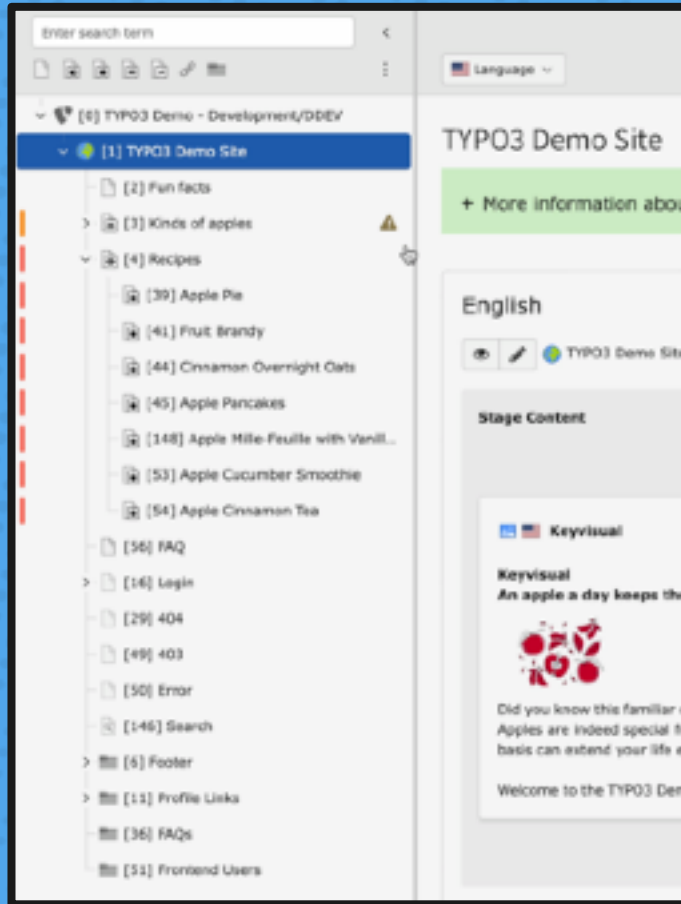 Enter search term
[0] TYPO3 Demo - Development/DDEV
[1] TYPO3 Demo Site
[2] Fun facts
[3] Kinds of apples
[4] Recipes
[39] Apple Pie
[41] Fruit Brandy
[44] Cinnamon Overnight Oats
[45] Apple Pancakes
[148] Apple Mille-Feuille with Vanill...
[53] Apple Cucumber Smoothie
[54] Apple Cinnamon Tea
[56] FAQ
[16] Login
[29] 404
[49] 403
[50] Error
[146] Search
[6] Footer
[11] Profile Links
[36] FAQs
[51] Frontend Users
Language
TYPO3 Demo Site
+ More information abou
English
TYPO3 Demo Site
Stage Content
Keyvisual
Keyvisual
An apple a day keeps the
Did you know this familiar
Apples are indeed special f
basis can extend your life e
Welcome to the TYPO3 Dem